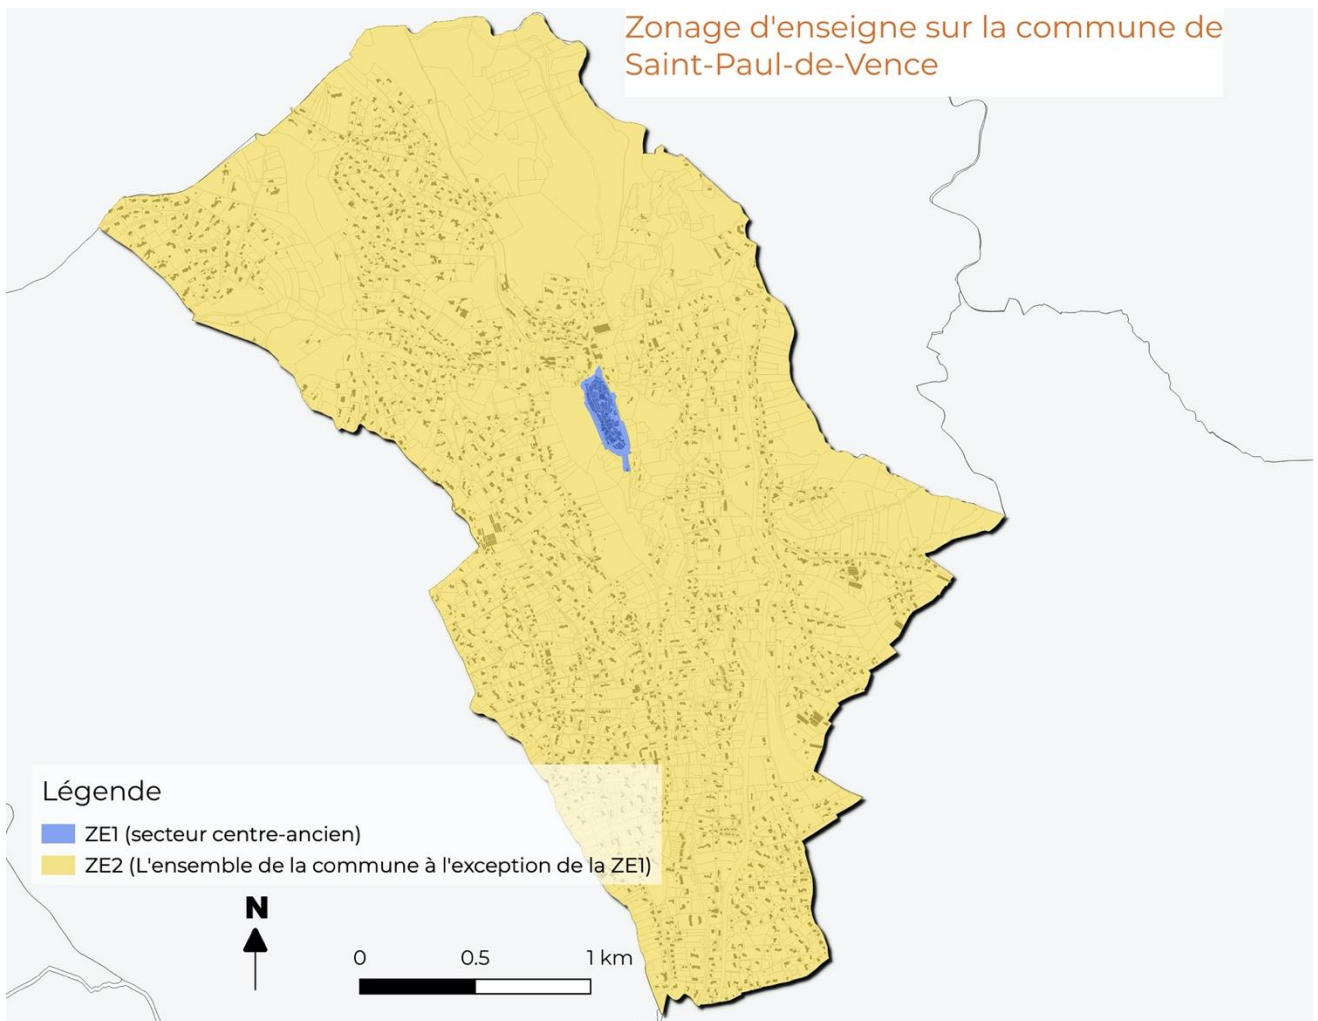 Zonage d'enseigne sur la commune de
Saint-Paul-de-Vence
Légende
ZE1 (secteur centre-ancien)
ZE2 (L'ensemble de la commune à l'exception de la ZE1)
N
0 0.5 1 km